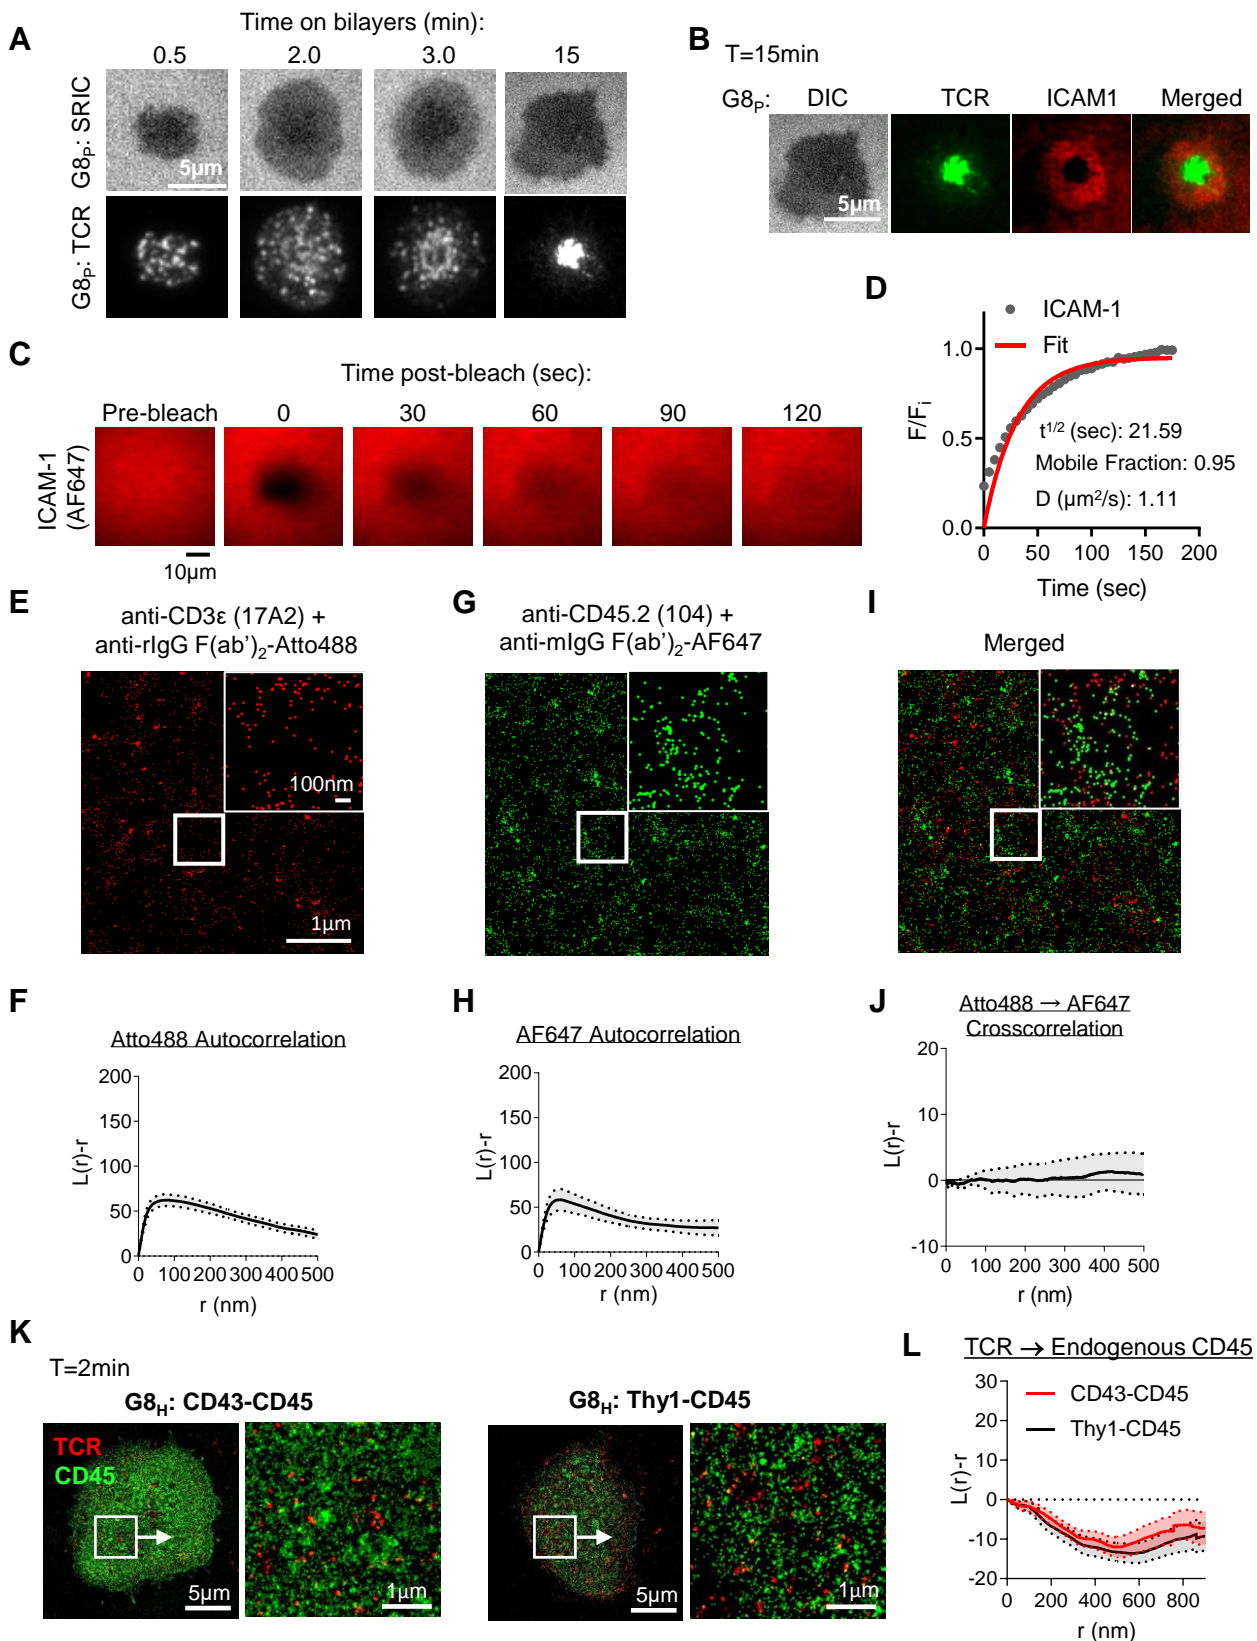 A
Time on bilayers (min):
0.5 2.0 3.0 15
G8P: SRIC
5µm
G8P: TCR
B
T=15min
G8P: DIC TCR ICAM1 Merged
5µm
C
Time post-bleach (sec):
Pre-bleach 0 30 60 90 120
ICAM-1
(AF647)
10µm
D
ICAM-1
Fit
1.0
0.5
0.0
F/Fi
t1/2 (sec): 21.59
Mobile Fraction: 0.95
D (µm2/s): 1.11
0 50 100 150 200
Time (sec)
E
anti-CD3ε (17A2) +
anti-rIgG F(ab')2-Atto488
100nm
1µm
G
anti-CD45.2 (104) +
anti-mIgG F(ab')2-AF647
I
Merged
F
Atto488 Autocorrelation
200
150
100
50
0
L(r)-r
0 100 200 300 400 500
r (nm)
H
AF647 Autocorrelation
200
150
100
50
0
L(r)-r
0 100 200 300 400 500
r (nm)
J
Atto488 → AF647
Crosscorrelation
20
10
0
-10
L(r)-r
0 100 200 300 400 500
r (nm)
K
T=2min
G8H: CD43-CD45
TCR
CD45
5µm
1µm
G8H: Thy1-CD45
5µm
1µm
L
TCR → Endogenous CD45
30
20
10
0
-10
-20
L(r)-r
CD43-CD45
Thy1-CD45
0 200 400 600 800
r (nm)